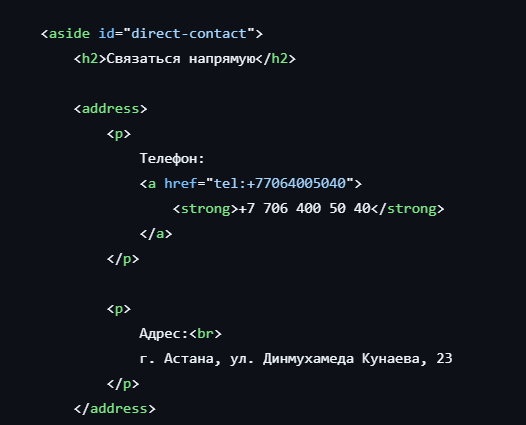 <aside id="direct-contact">
<h2>Связаться напрямую</h2>
<address>
<p>
Телефон:
<a href="tel:+77064005040">
<strong>+7 706 400 50 40</strong>
</a>
</p>
<p>
Адрес:<br>
г. Астана, ул. Динмухамеда Кунаева, 23
</p>
</address>